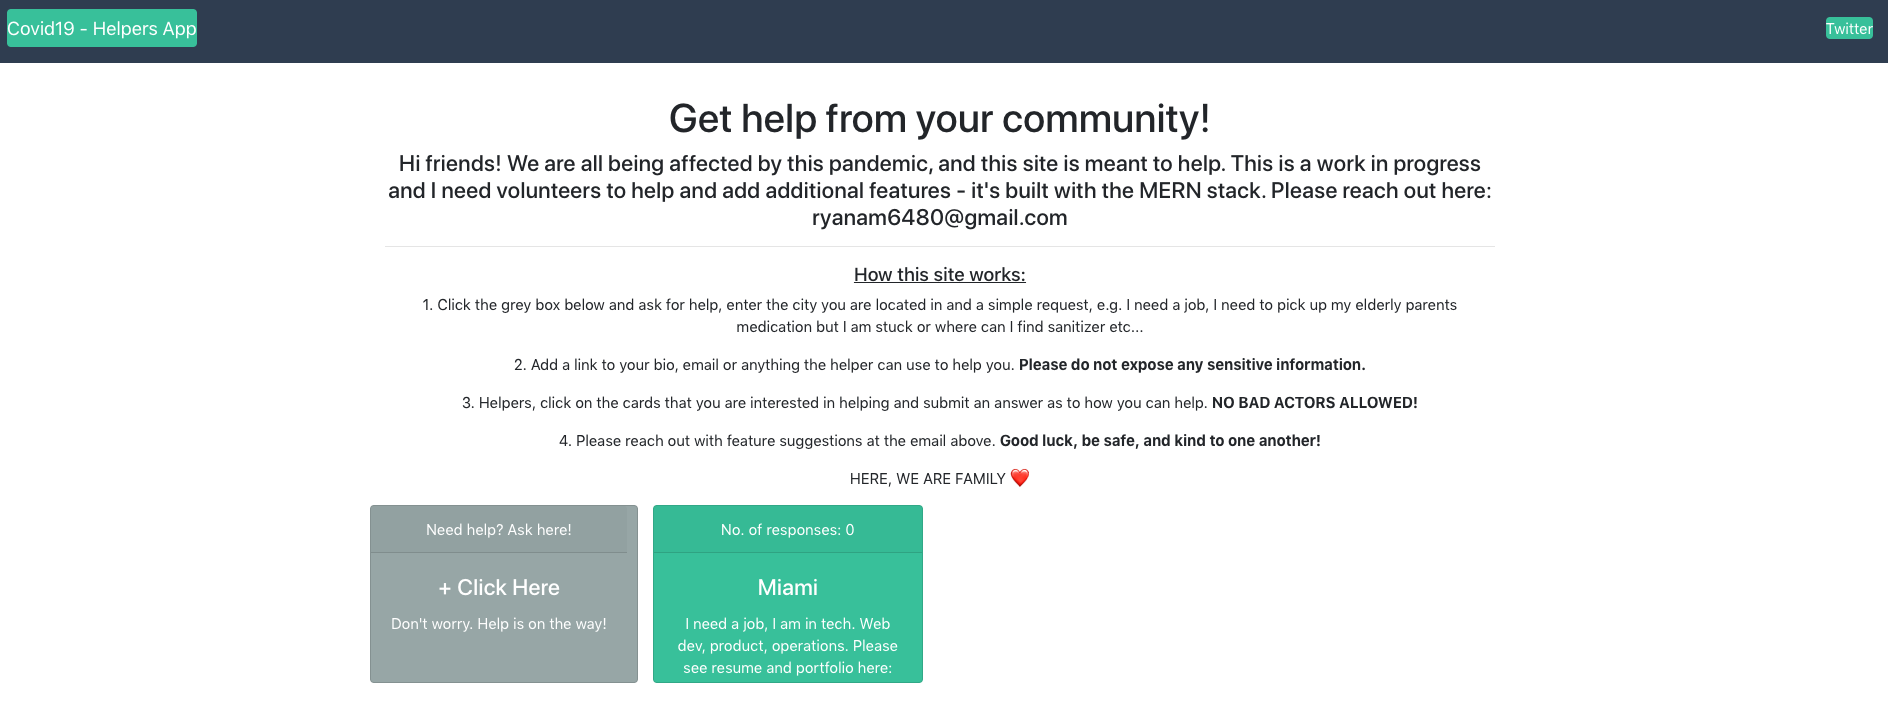 Covid19 - Helpers App
Twitter
Get help from your community!
Hi friends! We are all being affected by this pandemic, and this site is meant to help. This is a work in progress
and I need volunteers to help and add additional features - it's built with the MERN stack. Please reach out here:
ryanam6480@gmail.com
How this site works:
1. Click the grey box below and ask for help, enter the city you are located in and a simple request, e.g. I need a job, I need to pick up my elderly parents
medication but I am stuck or where can I find sanitizer etc...
2. Add a link to your bio, email or anything the helper can use to help you. Please do not expose any sensitive information.
3. Helpers, click on the cards that you are interested in helping and submit an answer as to how you can help. NO BAD ACTORS ALLOWED!
4. Please reach out with feature suggestions at the email above. Good luck, be safe, and kind to one another!
HERE, WE ARE FAMILY ❤️
Need help? Ask here!
+ Click Here
Don't worry. Help is on the way!
No. of responses: 0
Miami
I need a job, I am in tech. Web
dev, product, operations. Please
see resume and portfolio here: